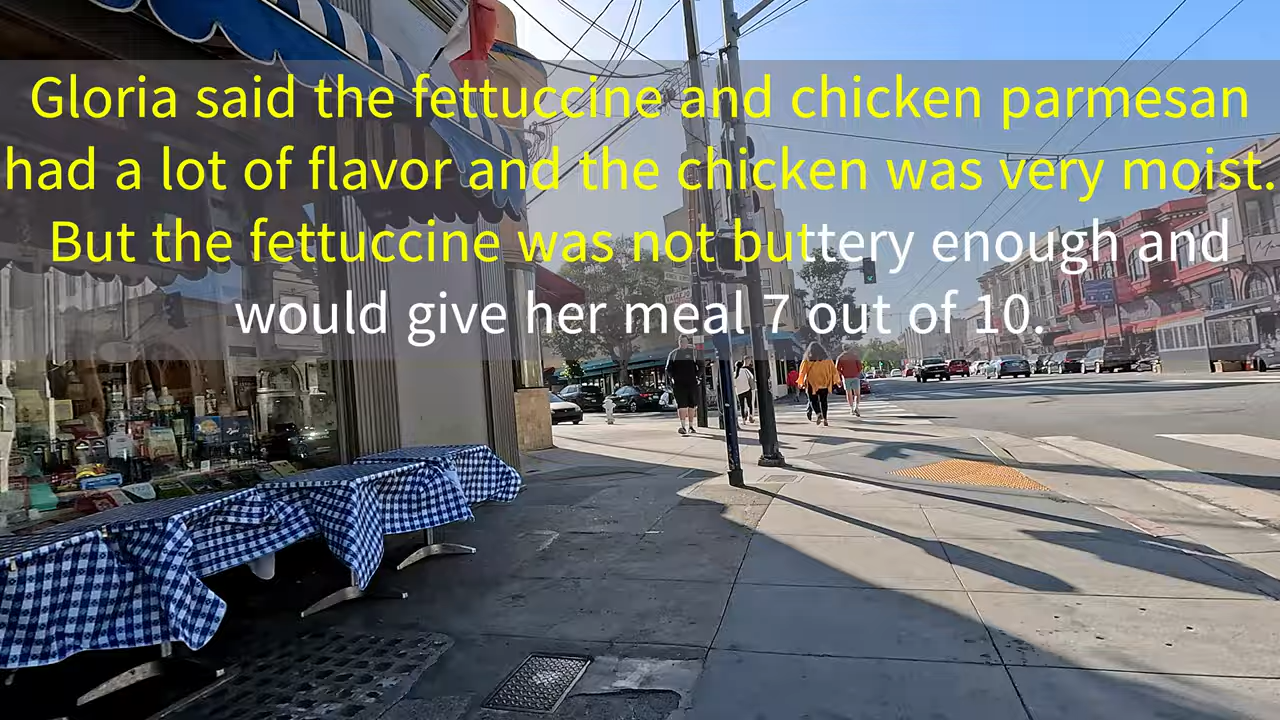 Gloria said the fettuccine and chicken parmesan
had a lot of flavor and the chicken was very moist.
But the fettuccine was not buttery enough and
would give her meal 7 out of 10.